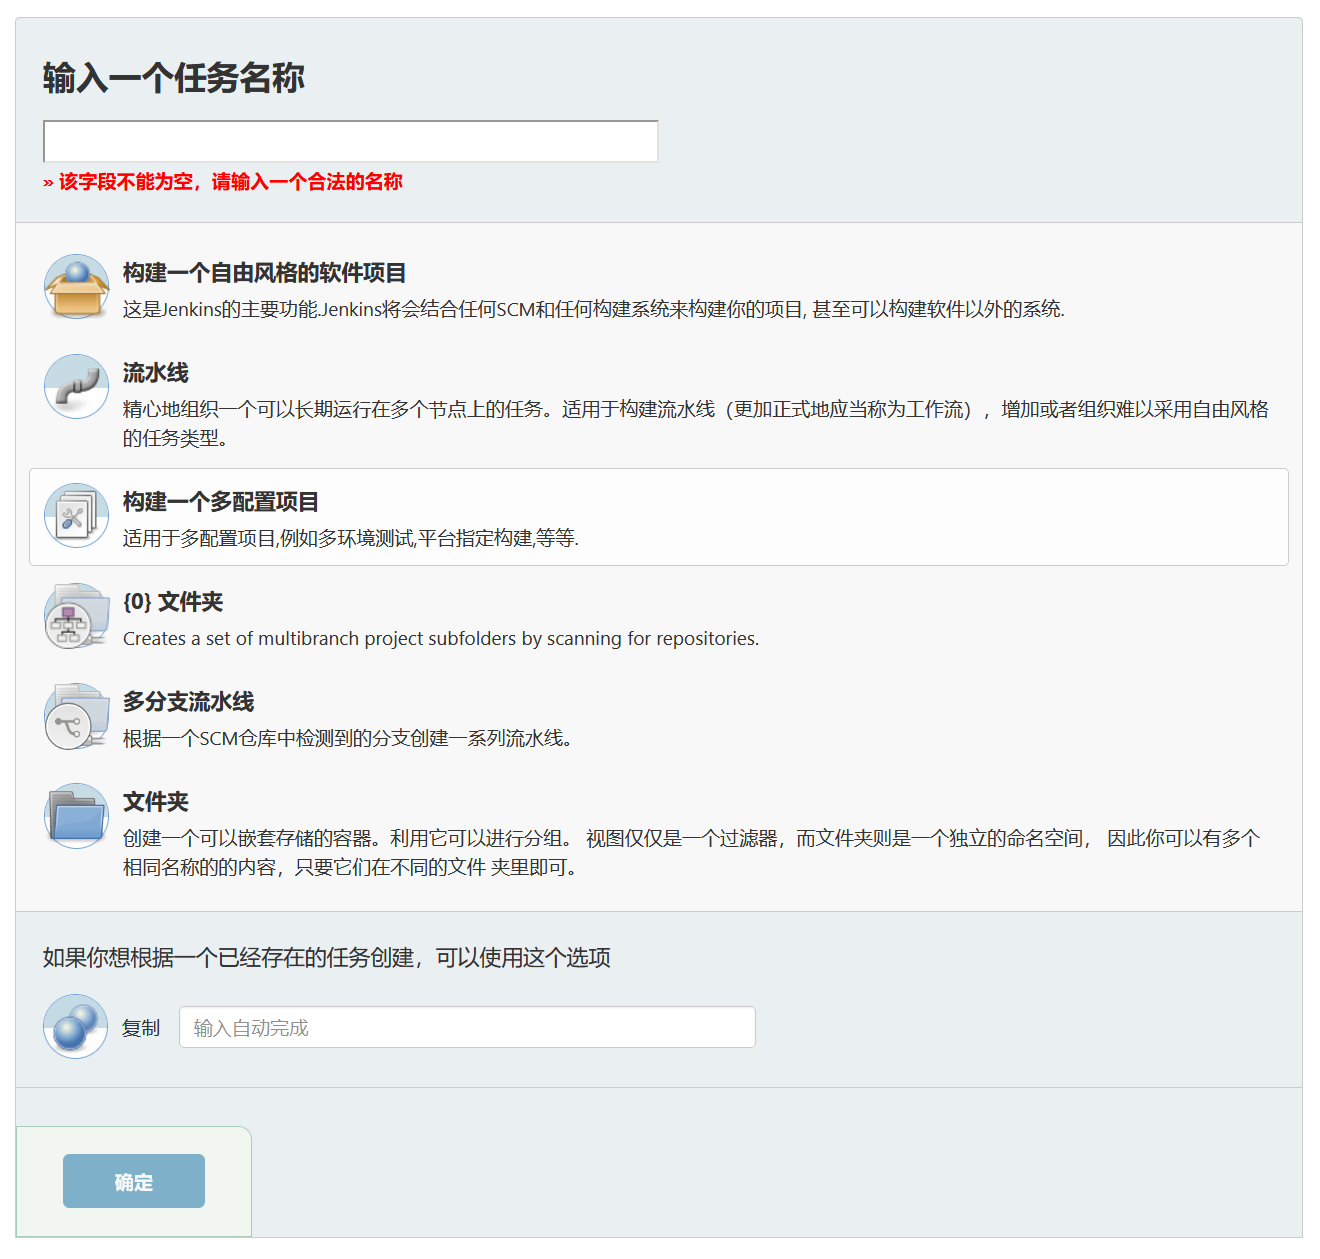 输入一个任务名称
» 该字段不能为空，请输入一个合法的名称
构建一个自由风格的软件项目
这是Jenkins的主要功能.Jenkins将会结合任何SCM和任何构建系统来构建你的项目, 甚至可以构建软件以外的系统.
流水线
精心地组织一个可以长期运行在多个节点上的任务。适用于构建流水线（更加正式地应当称为工作流），增加或者组织难以采用自由风格
的任务类型。
构建一个多配置项目
适用于多配置项目,例如多环境测试,平台指定构建,等等.
{0} 文件夹
Creates a set of multibranch project subfolders by scanning for repositories.
多分支流水线
根据一个SCM仓库中检测到的分支创建一系列流水线。
文件夹
创建一个可以嵌套存储的容器。利用它可以进行分组。 视图仅仅是一个过滤器，而文件夹则是一个独立的命名空间， 因此你可以有多个
相同名称的的内容，只要它们在不同的文件 夹里即可。
如果你想根据一个已经存在的任务创建，可以使用这个选项
复制 输入自动完成
确定